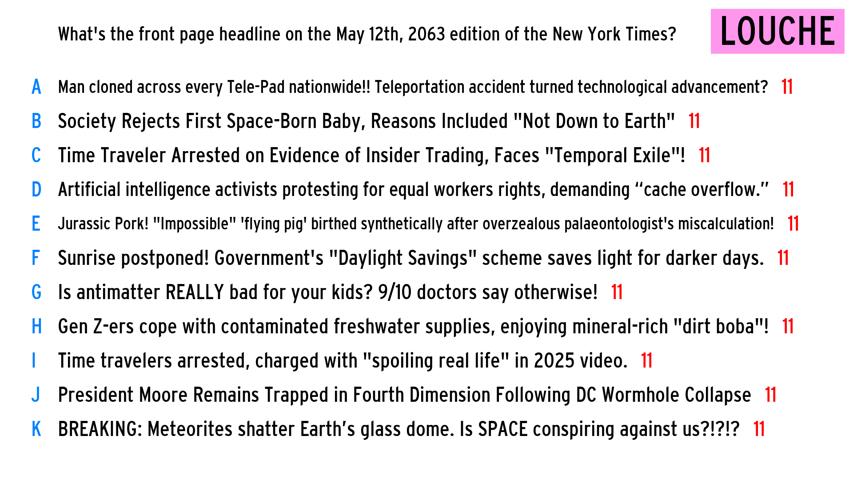 What's the front page headline on the May 12th, 2063 edition of the New York Times?
LOUCHE
A Man cloned across every Tele-Pad nationwide!! Teleportation accident turned technological advancement? 11
B Society Rejects First Space-Born Baby, Reasons Included "Not Down to Earth" 11
C Time Traveler Arrested on Evidence of Insider Trading, Faces "Temporal Exile"! 11
D Artificial intelligence activists protesting for equal workers rights, demanding “cache overflow.” 11
E Jurassic Pork! "Impossible" 'flying pig' birthed synthetically after overzealous palaeontologist's miscalculation! 11
F Sunrise postponed! Government's "Daylight Savings" scheme saves light for darker days. 11
G Is antimatter REALLY bad for your kids? 9/10 doctors say otherwise! 11
H Gen Z-ers cope with contaminated freshwater supplies, enjoying mineral-rich "dirt boba"! 11
I Time travelers arrested, charged with "spoiling real life" in 2025 video. 11
J President Moore Remains Trapped in Fourth Dimension Following DC Wormhole Collapse 11
K BREAKING: Meteorites shatter Earth’s glass dome. Is SPACE conspiring against us?!?!? 11